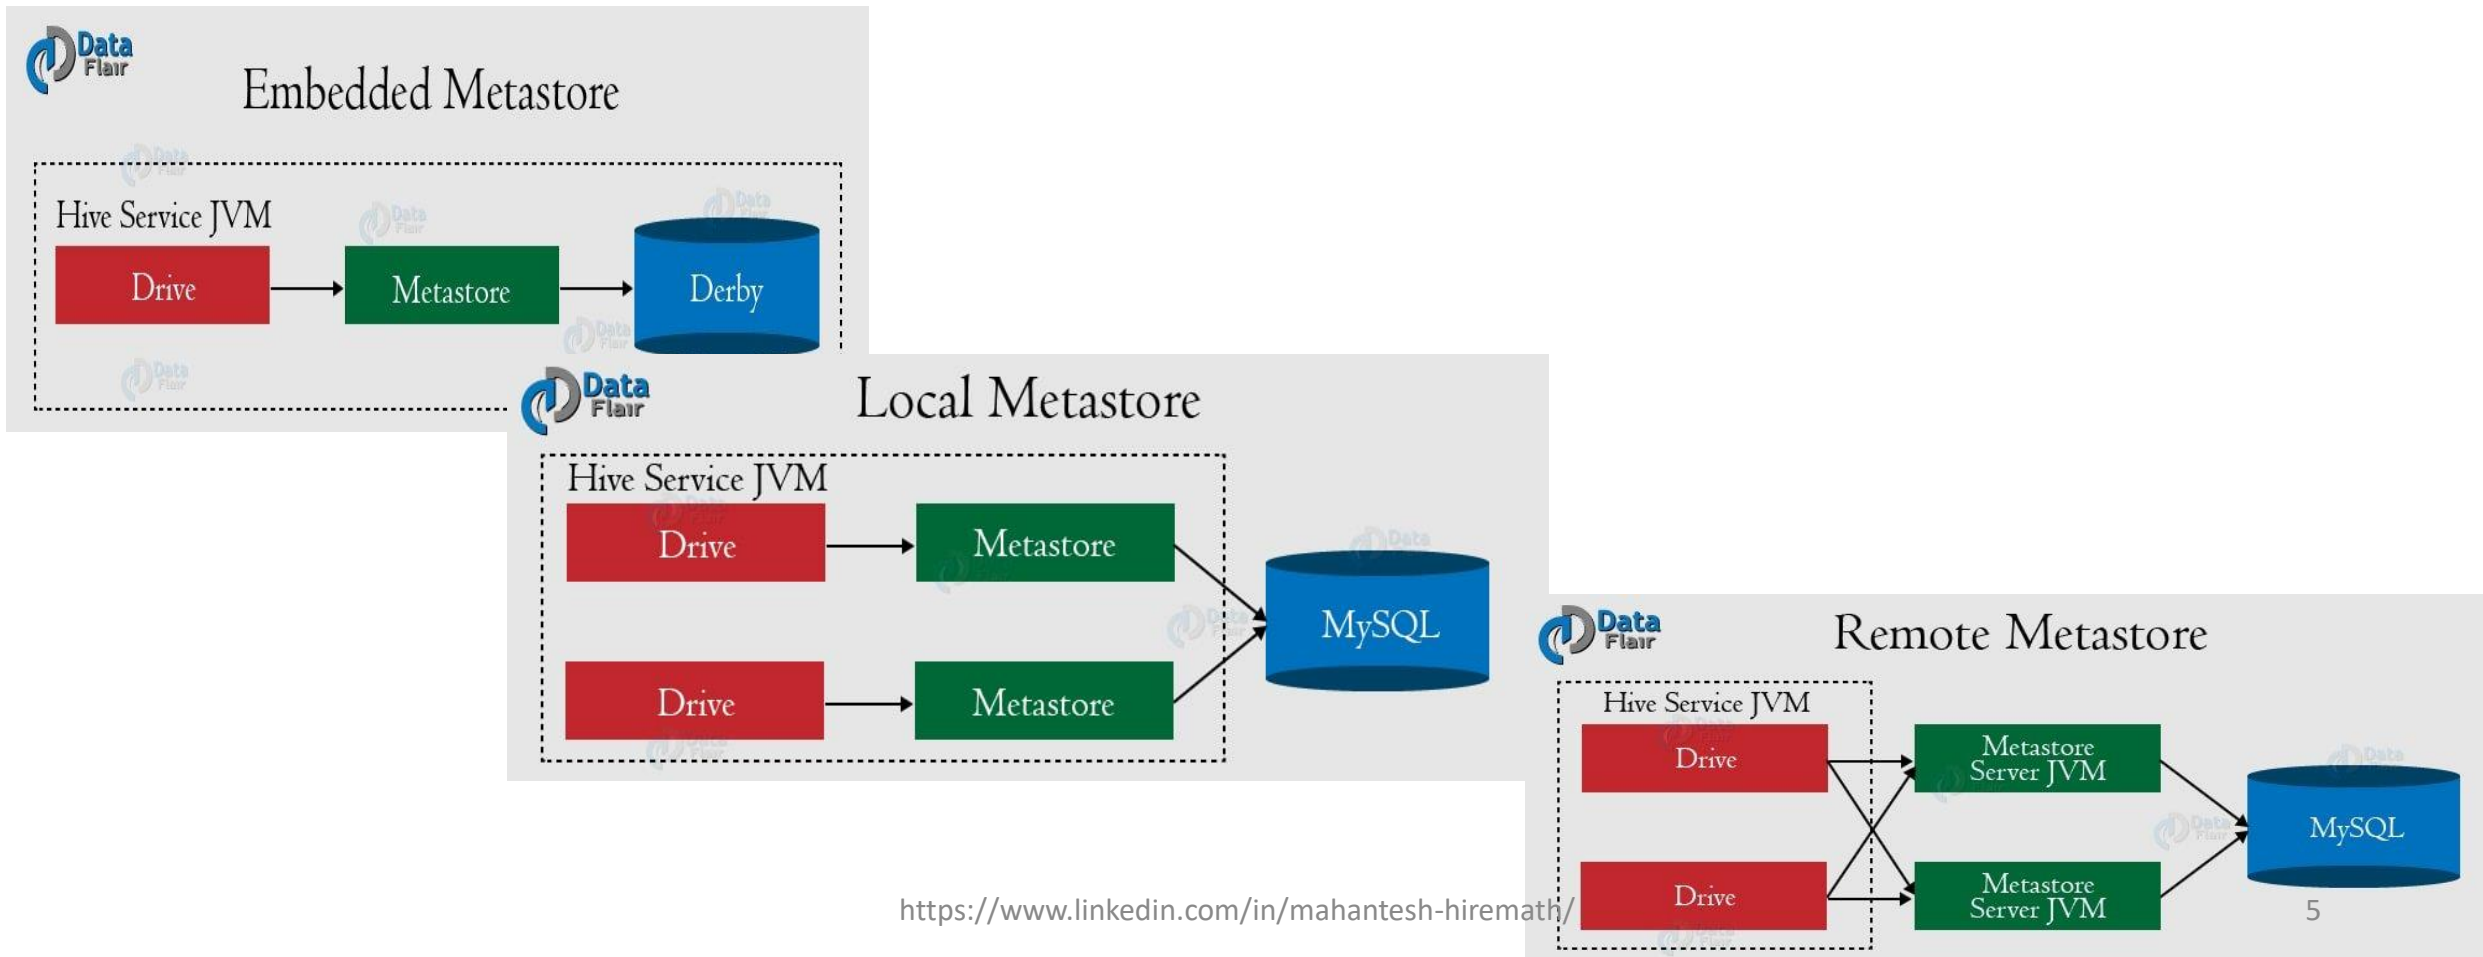 Data
Flair
Embedded Metastore
Hive Service JVM
Drive
Metastore
Derby
Data
Flair
Local Metastore
Hive Service JVM
Drive
Metastore
MySQL
Drive
Metastore
Data
Flair
Remote Metastore
Hive Service JVM
Drive
Metastore
Server JVM
MySQL
Drive
Metastore
Server JVM
https://www.linkedin.com/in/mahantesh-hiremath/
5